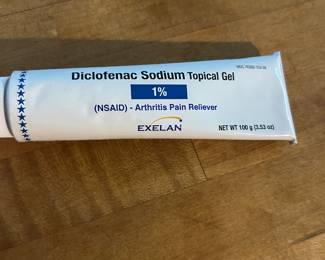 Diclofenac Sodium Topical Gel
1%
(NSAID) - Arthritis Pain Reliever
EXELAN
NET WT 100 g (3.53 oz)